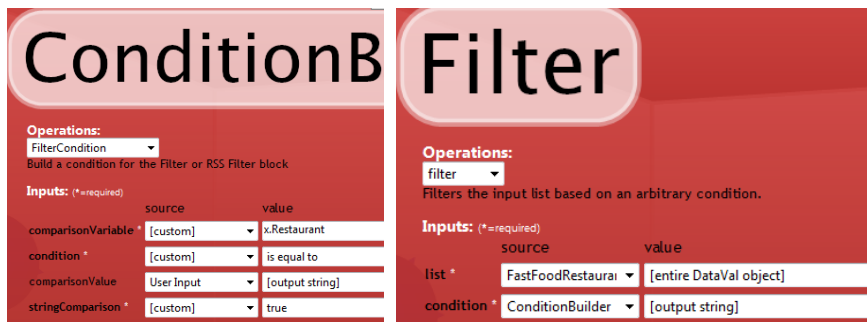 ConditionB
Operations:
FilterCondition
Build a condition for the Filter or RSS Filter block
Inputs: (*=required)
source value
comparisonVariable * [custom] x.Restaurant
condition * [custom] is equal to
comparisonValue User Input [output string]
stringComparison * [custom] true
Filter
Operations:
filter
Filters the input list based on an arbitrary condition.
Inputs: (*=required)
source value
list * FastFoodRestaurai [entire DataVal object]
condition * ConditionBuilder [output string]